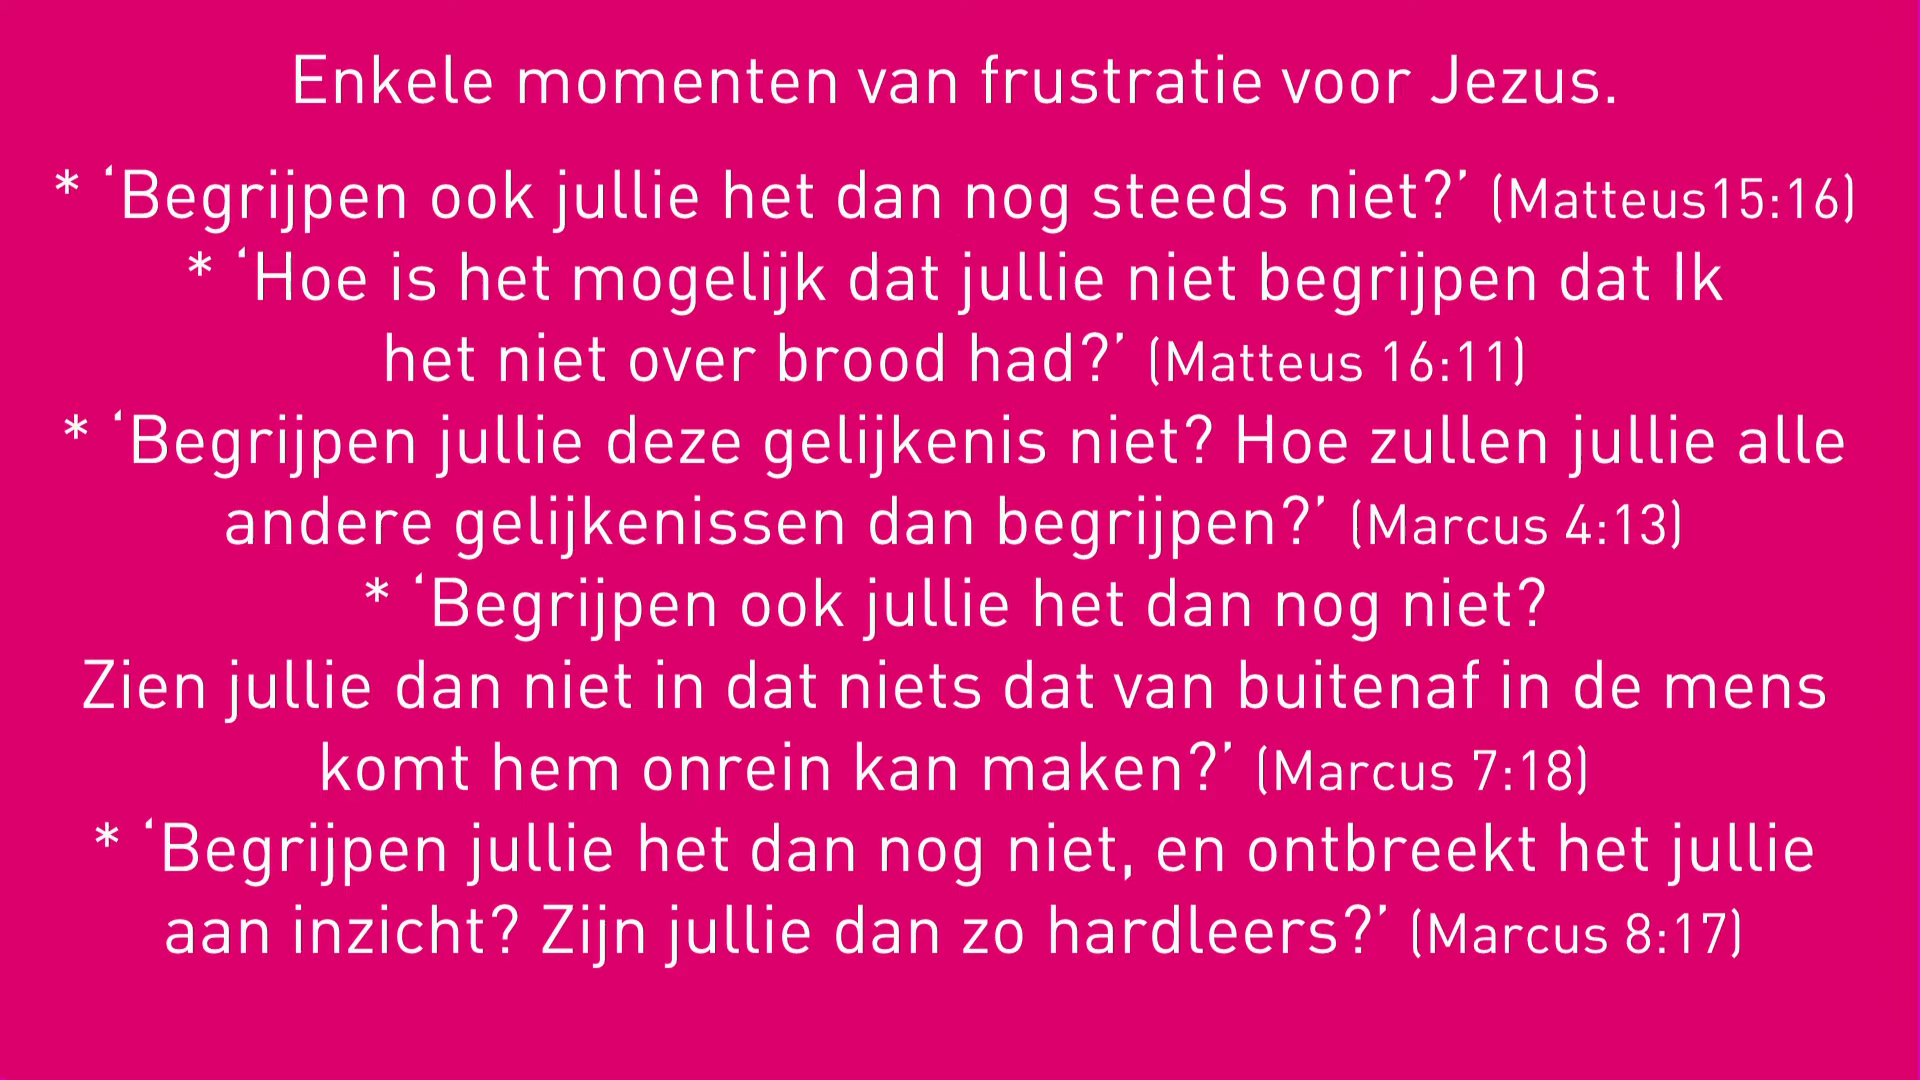 Enkele momenten van frustratie voor Jezus.
* ‘Begrijpen ook jullie het dan nog steeds niet?’ (Matteus15:16)
* ‘Hoe is het mogelijk dat jullie niet begrijpen dat Ik
het niet over brood had?’ (Matteus 16:11)
* ‘Begrijpen jullie deze gelijkenis niet? Hoe zullen jullie alle
andere gelijkenissen dan begrijpen?’ (Marcus 4:13)
* ‘Begrijpen ook jullie het dan nog niet?
Zien jullie dan niet in dat niets dat van buitenaf in de mens
komt hem onrein kan maken?’ (Marcus 7:18)
* ‘Begrijpen jullie het dan nog niet, en ontbreekt het jullie
aan inzicht? Zijn jullie dan zo hardleers?’ (Marcus 8:17)